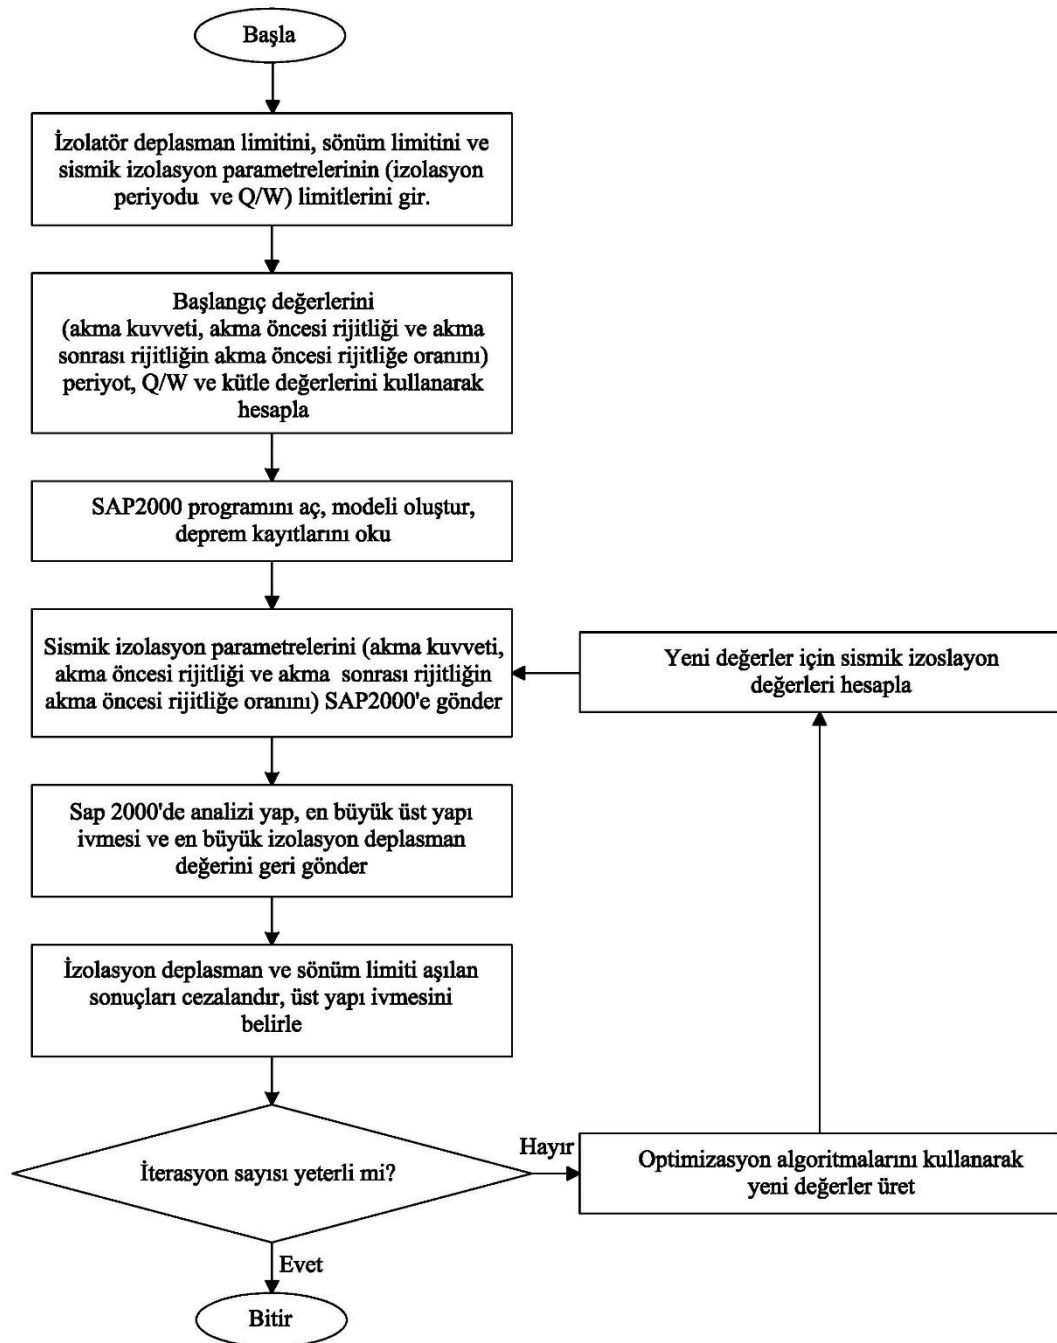 Başla
İzolatör deplasman limitini, sönüm limitini ve
sismik izolasyon parametrelerinin (izolasyon
periyodu ve Q/W) limitlerini gir.
Başlangıç değerlerini
(akma kuvveti, akma öncesi rijitliği ve akma
sonrası rijitliğin akma öncesi rijitliğe oranını)
periyot, Q/W ve kütle değerlerini kullanarak
hesapla
SAP2000 programını aç, modeli oluştur,
deprem kayıtlarını oku
Sismik izolasyon parametrelerini (akma kuvveti,
akma öncesi rijitliği ve akma sonrası rijitliğin
akma öncesi rijitliğe oranını) SAP2000'e gönder
Yeni değerler için sismik izoslayon
değerleri hesapla
Sap 2000'de analizi yap, en büyük üst yapı
ivmesi ve en büyük izolasyon deplasman
değerini geri gönder
İzolasyon deplasman ve sönüm limiti aşılan
sonuçları cezalandır, üst yapı ivmesini
belirle
İterasyon sayısı yeterli mi?
Hayır
Optimizasyon algoritmalarını kullanarak
yeni değerler üret
Evet
Bitir